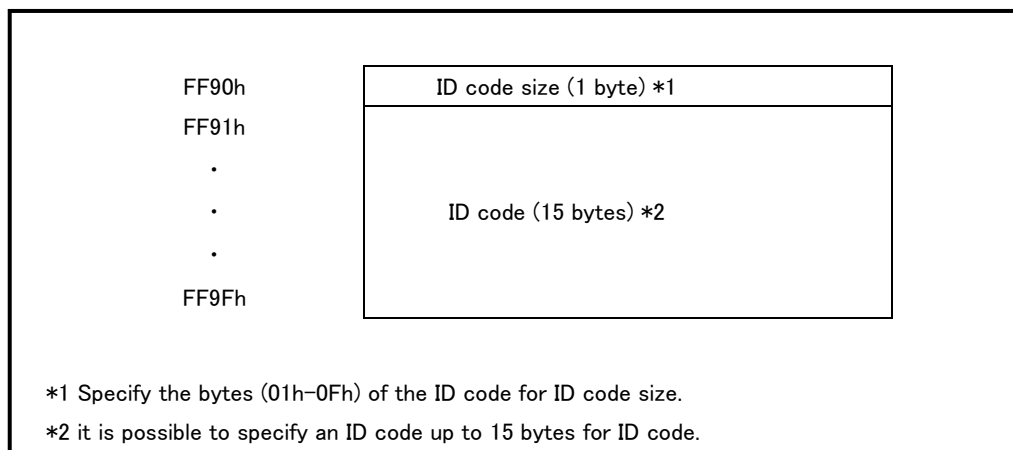 FF90h ID code size (1 byte) *1
FF91h
・
・ ID code (15 bytes) *2
・
FF9Fh
*1 Specify the bytes (01h-0Fh) of the ID code for ID code size.
*2 it is possible to specify an ID code up to 15 bytes for ID code.